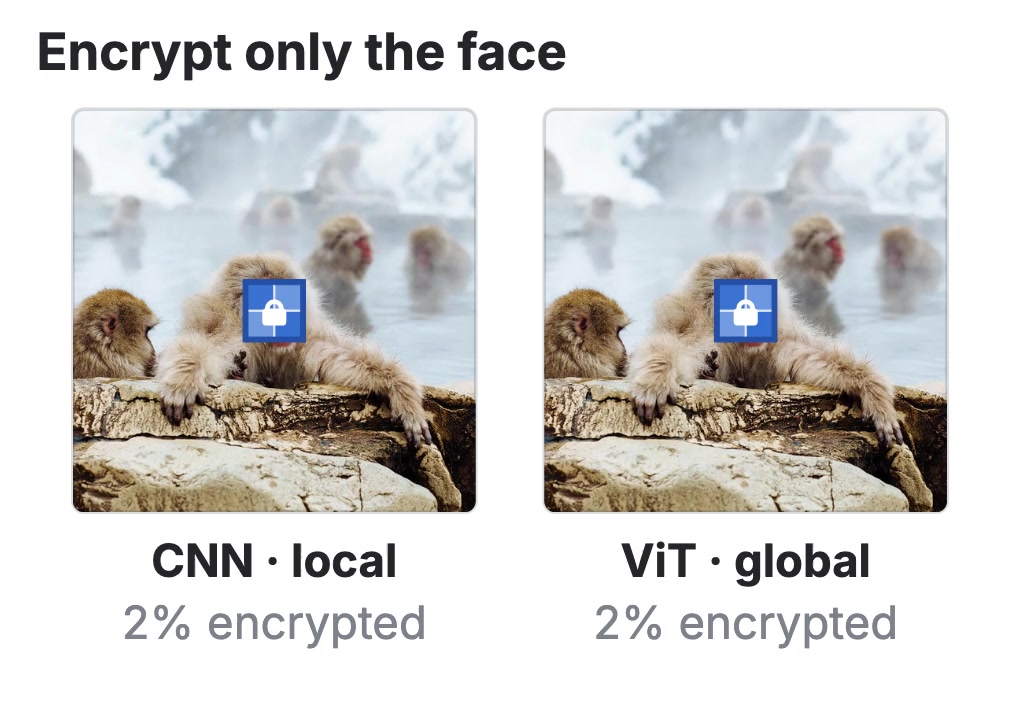 Encrypt only the face
CNN · local
ViT · global
2% encrypted
2% encrypted